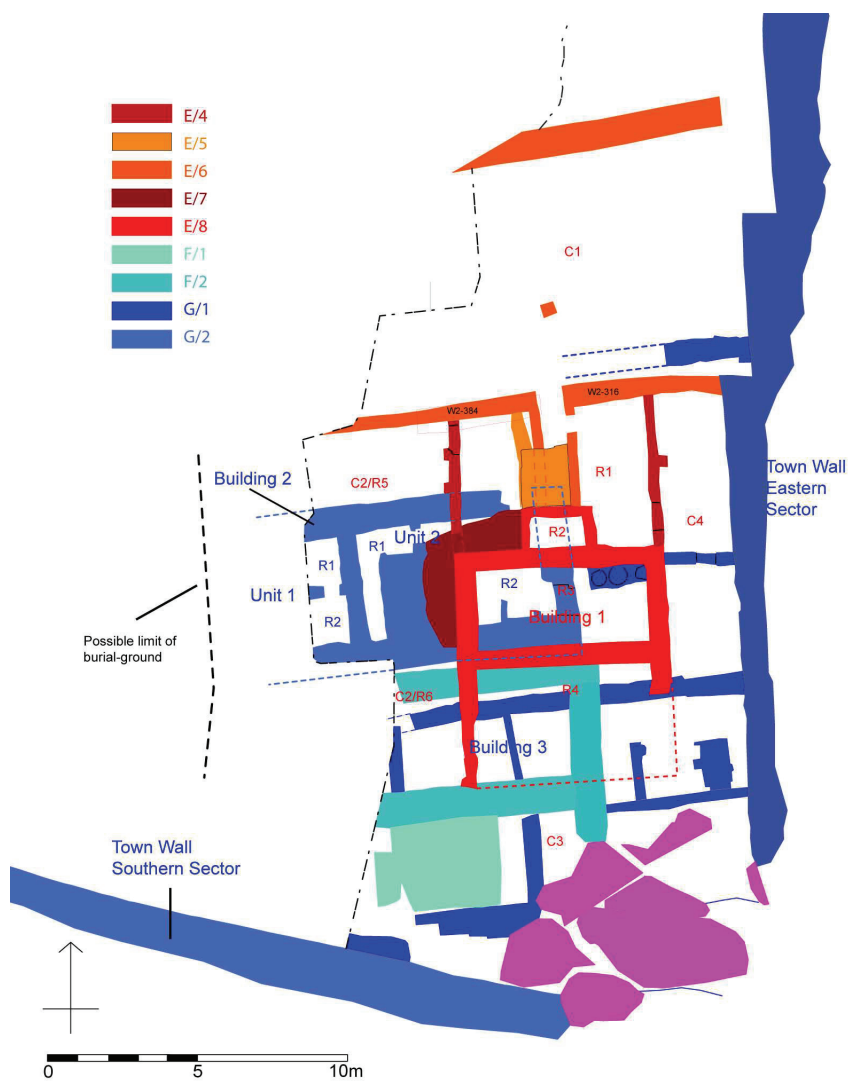 E/4
E/5
E/6
E/7
E/8
F/1
F/2
G/1
G/2
C1
W2-384
W2-316
Building 2
C2/R5
R1
Town Wall
Eastern
Sector
C4
Unit 2
R1
R2
R1
Unit 1
R2
R3
R2
Building 1
Possible limit of
burial-ground
C2/R6
R4
Building 3
Town Wall
Southern Sector
C3
0
5
10m